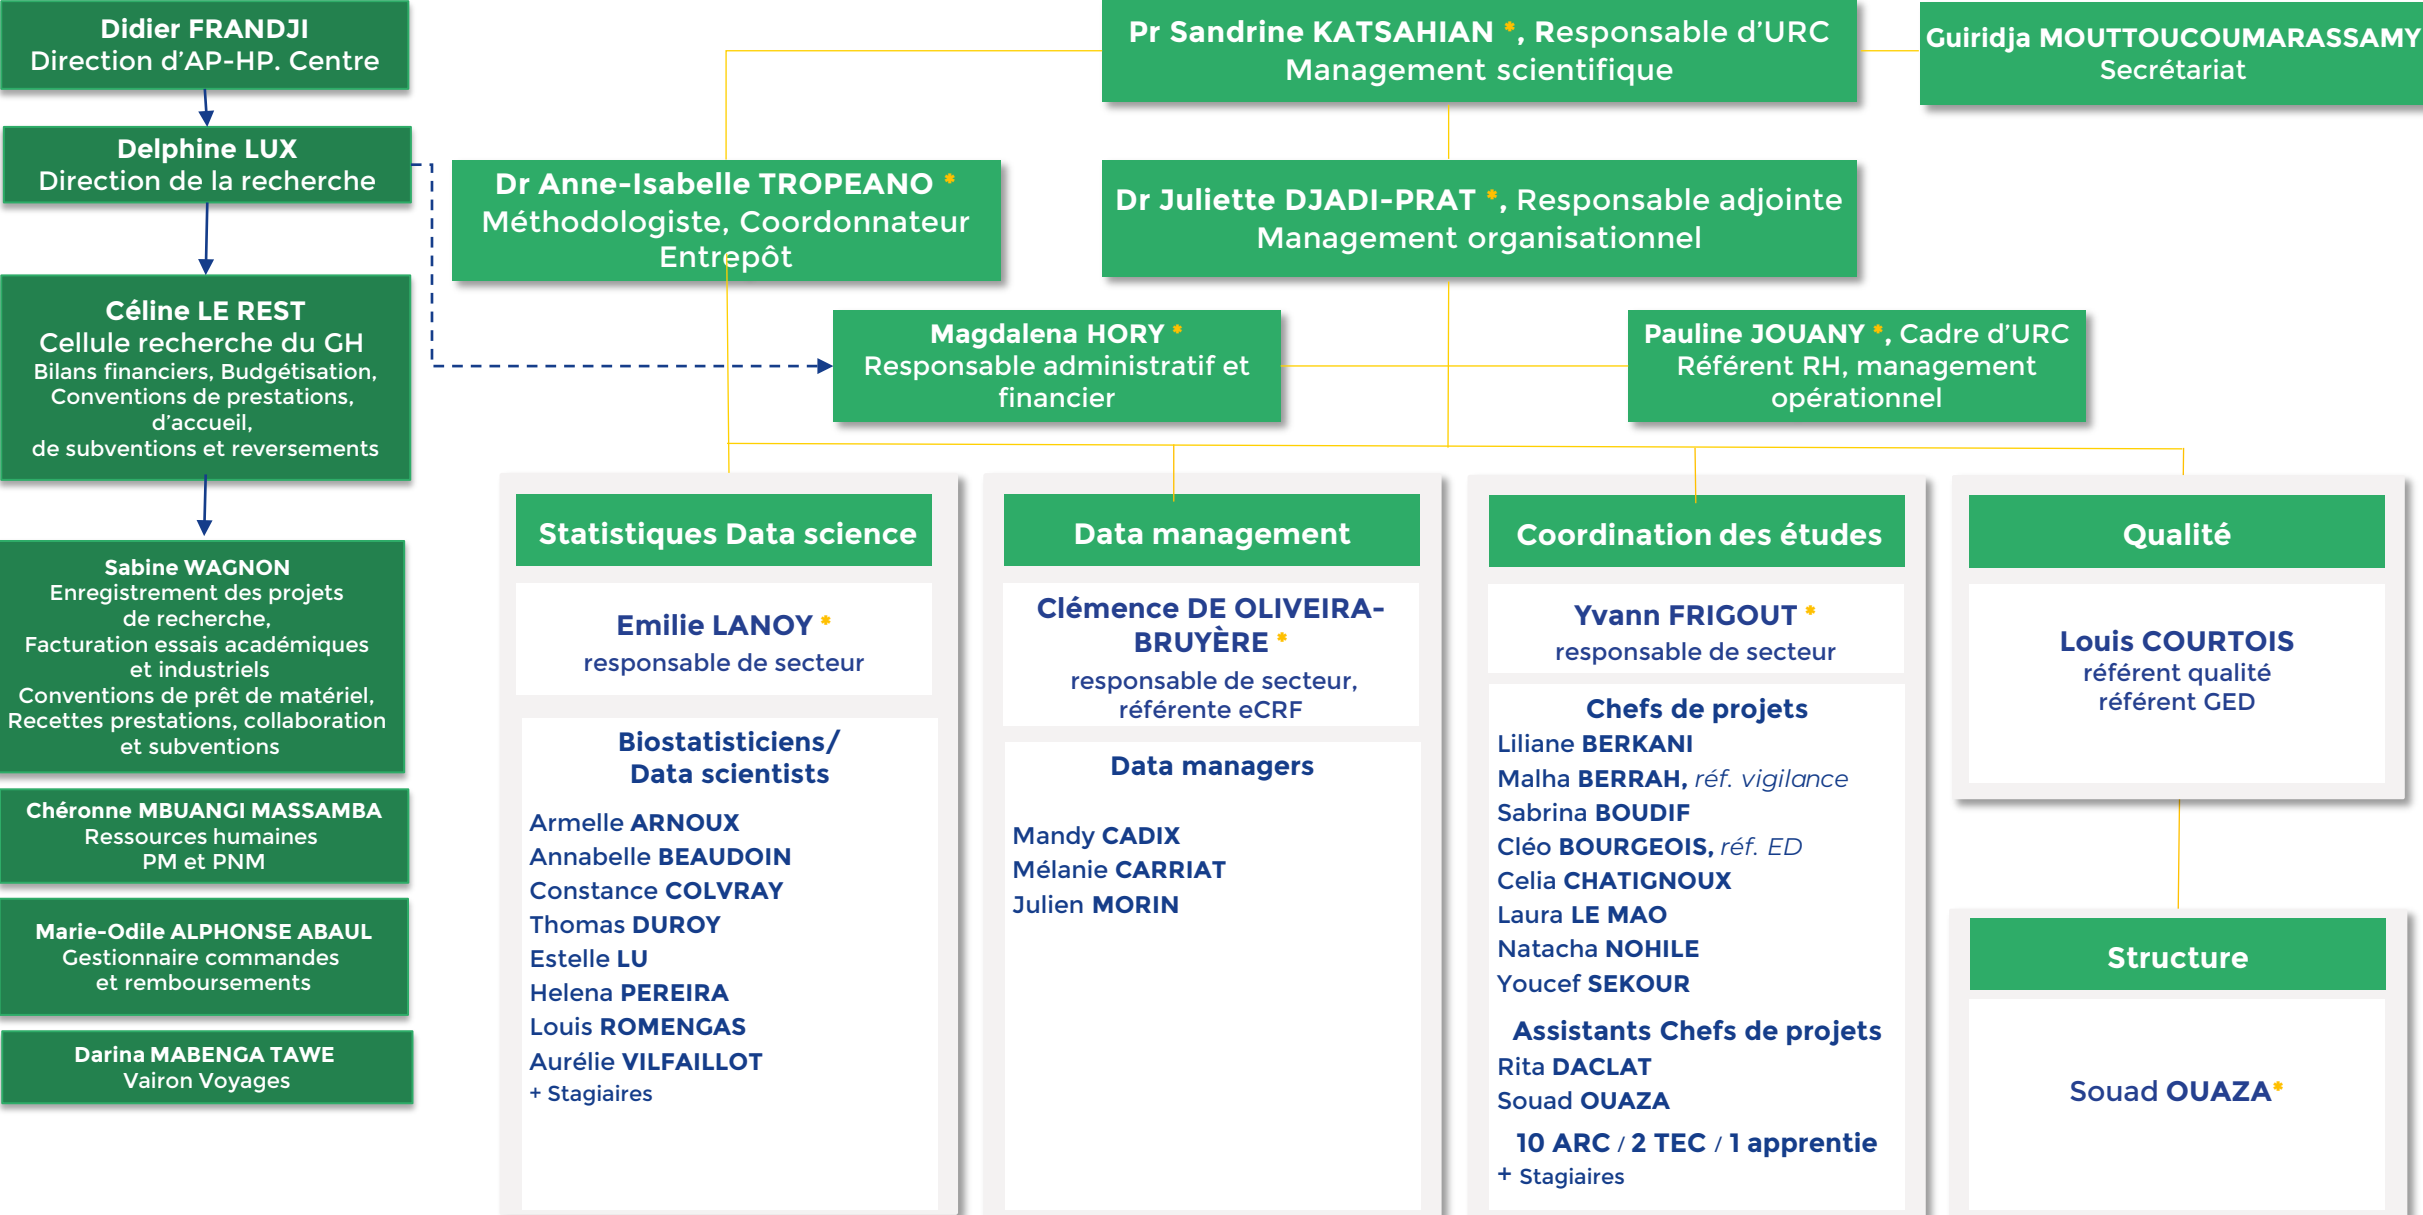 Didier FRANDJI
Direction d'AP-HP. Centre
Delphine LUX
Direction de la recherche
Céline LE REST
Cellule recherche du GH
Bilans financiers, Budgétisation,
Conventions de prestations,
d'accueil,
de subventions et reversements
Sabine WAGNON
Enregistrement des projets
de recherche,
Facturation essais académiques
et industriels
Conventions de prêt de matériel,
Recettes prestations, collaboration
et subventions
Chéronne MBUANGI MASSAMBA
Ressources humaines
PM et PNM
Marie-Odile ALPHONSE ABAUL
Gestionnaire commandes
et remboursements
Darina MABENGA TAWE
Vairon Voyages
Pr Sandrine KATSAHIAN *, Responsable d'URC
Management scientifique
Guiridja MOUTTOUCOUMARASSAMY
Secrétariat
Dr Anne-Isabelle TROPEANO *
Méthodologiste, Coordonnateur
Entrepôt
Dr Juliette DJADI-PRAT *, Responsable adjointe
Management organisationnel
Magdalena HORY *
Responsable administratif et
financier
Pauline JOUANY *, Cadre d'URC
Référent RH, management
opérationnel
Statistiques Data science
Emilie LANOY *
responsable de secteur
Biostatisticiens/
Data scientists
Armelle ARNOUX
Annabelle BEAUDOIN
Constance COLVRAY
Thomas DUROY
Estelle LU
Helena PEREIRA
Louis ROMENGAS
Aurélie VILFAILLOT
+ Stagiaires
Data management
Clémence DE OLIVEIRA-
BRUYÈRE *
responsable de secteur,
référente eCRF
Data managers
Mandy CADIX
Mélanie CARRIAT
Julien MORIN
Coordination des études
Yvann FRIGOUT *
responsable de secteur
Chefs de projets
Liliane BERKANI
Malha BERRAH, réf. vigilance
Sabrina BOUDIF
Cléo BOURGEOIS, réf. ED
Celia CHATIGNOUX
Laura LE MAO
Natacha NOHILE
Youcef SEKOUR
Assistants Chefs de projets
Rita DACLAT
Souad OUAZA
10 ARC / 2 TEC / 1 apprentie
+ Stagiaires
Qualité
Louis COURTOIS
référent qualité
référent GED
Structure
Souad OUAZA*